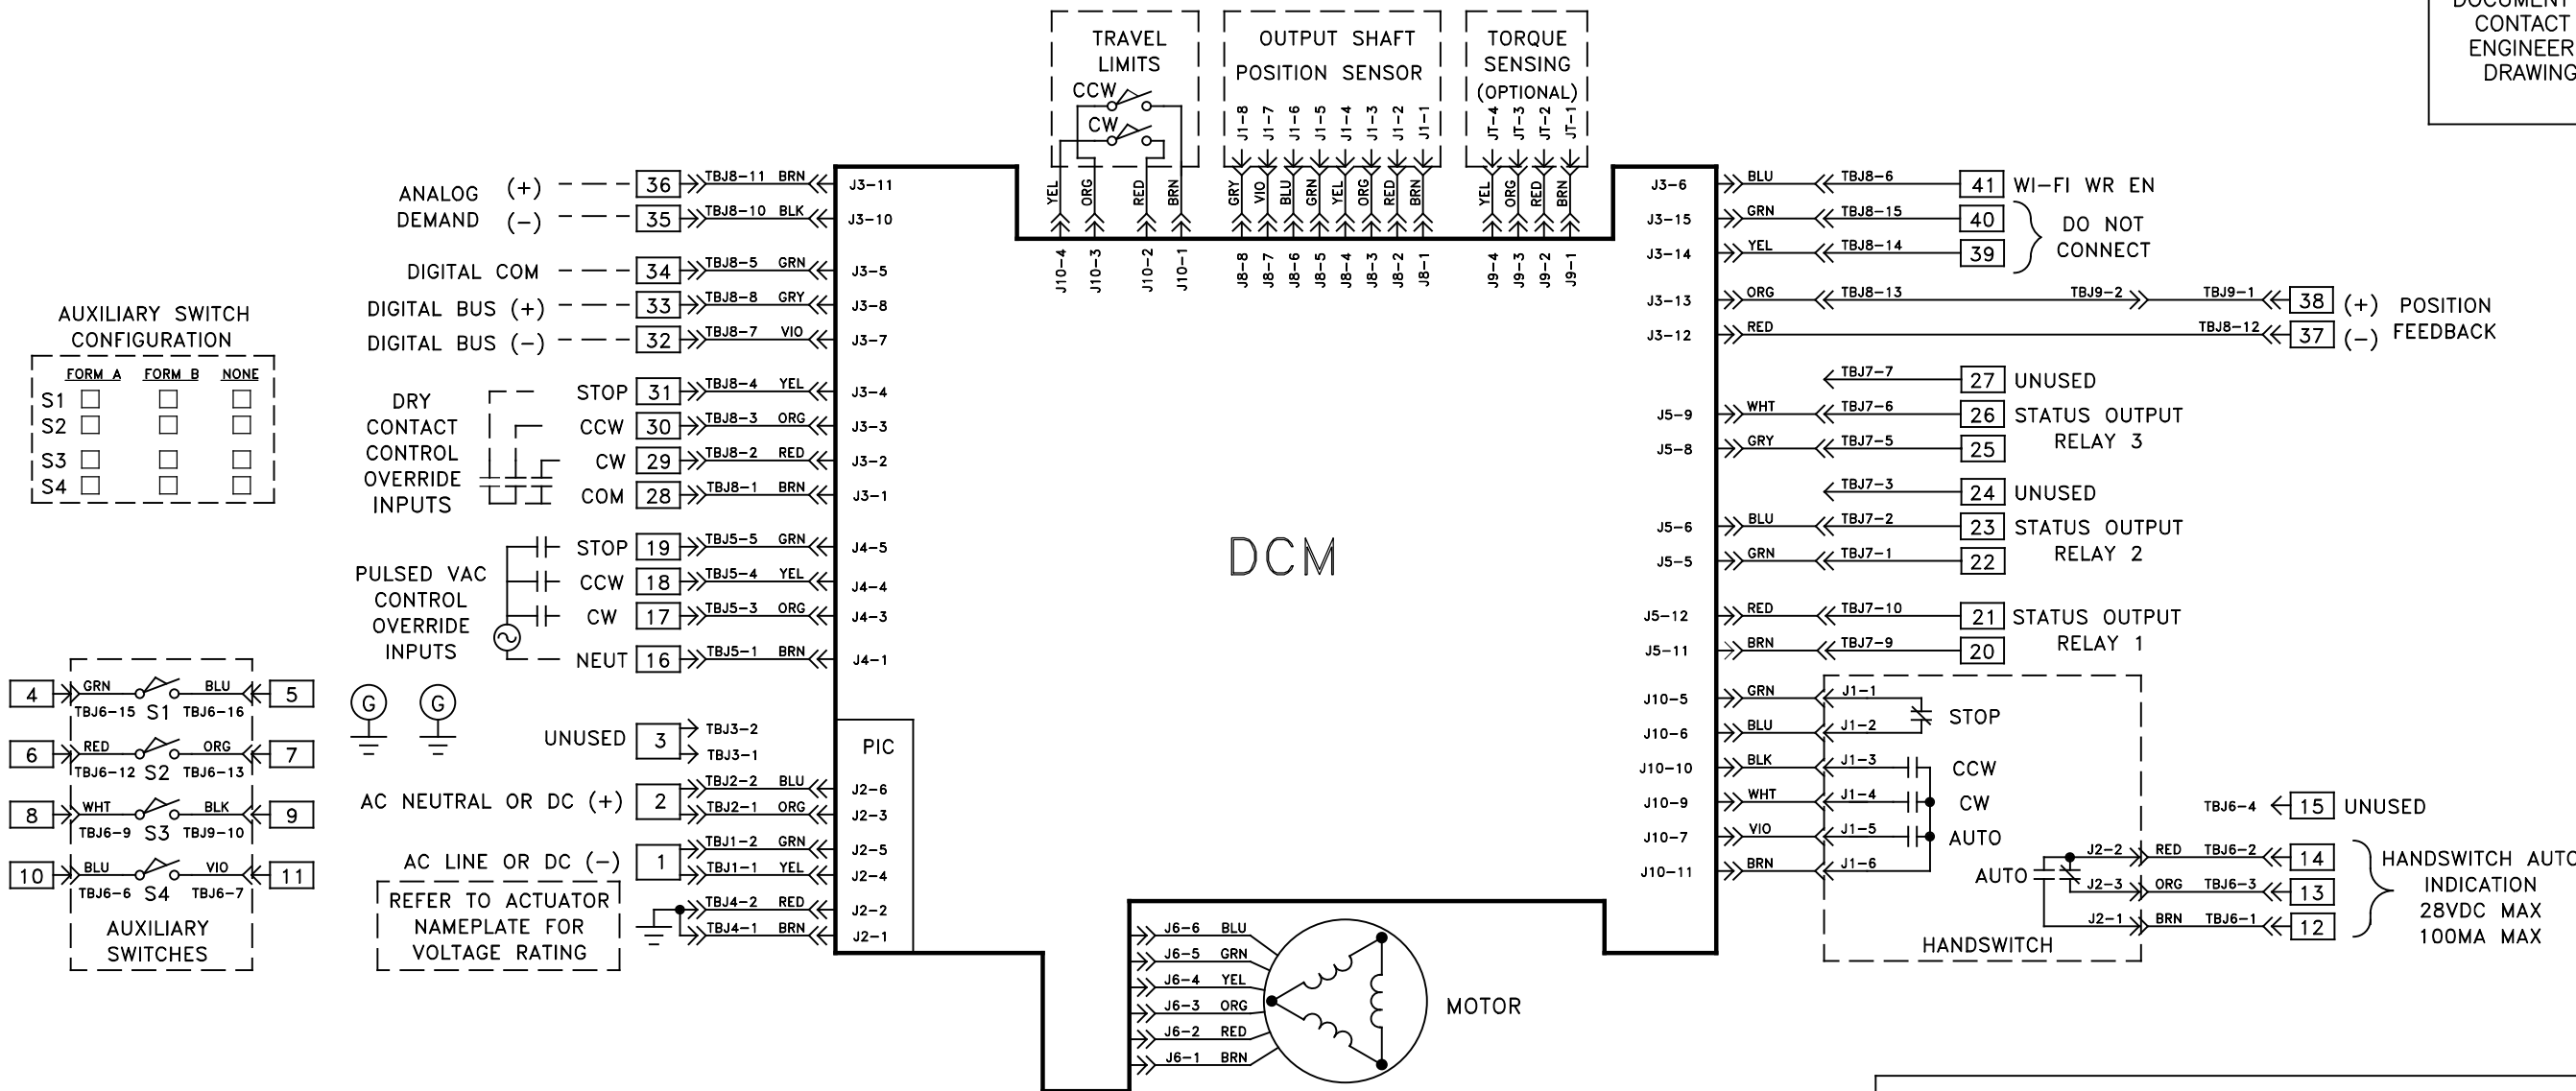 DOCUMENT
CONTACT
ENGINEER
DRAWING
TRAVEL
LIMITS
CCW
CW
OUTPUT SHAFT
POSITION SENSOR
J1-8 J1-7 J1-6 J1-5 J1-4 J1-3 J1-2 J1-1
TORQUE
SENSING
(OPTIONAL)
JT-4 JT-3 JT-2 JT-1
YEL ORG RED BRN
GRY VIO BLU GRN YEL ORG RED BRN
YEL ORG RED BRN
J10-4 J10-3 J10-2 J10-1
J8-8 J8-7 J8-6 J8-5 J8-4 J8-3 J8-2 J8-1
J9-4 J9-3 J9-2 J9-1
AUXILIARY SWITCH
CONFIGURATION
FORM A FORM B NONE
S1
S2
S3
S4
4 GRN BLU 5
TBJ6-15 S1 TBJ6-16
6 RED ORG 7
TBJ6-12 S2 TBJ6-13
8 WHT BLK 9
TBJ6-9 S3 TBJ9-10
10 BLU VIO 11
TBJ6-6 S4 TBJ6-7
AUXILIARY
SWITCHES
ANALOG
DEMAND
(+) 36 TBJ8-11 BRN J3-11
(-) 35 TBJ8-10 BLK J3-10
DIGITAL COM 34 TBJ8-5 GRN J3-5
DIGITAL BUS (+) 33 TBJ8-8 GRY J3-8
DIGITAL BUS (-) 32 TBJ8-7 VIO J3-7
DRY
CONTACT
CONTROL
OVERRIDE
INPUTS
STOP 31 TBJ8-4 YEL J3-4
CCW 30 TBJ8-3 ORG J3-3
CW 29 TBJ8-2 RED J3-2
COM 28 TBJ8-1 BRN J3-1
PULSED VAC
CONTROL
OVERRIDE
INPUTS
STOP 19 TBJ5-5 GRN J4-5
CCW 18 TBJ5-4 YEL J4-4
CW 17 TBJ5-3 ORG J4-3
NEUT 16 TBJ5-1 BRN J4-1
G G
UNUSED 3 TBJ3-2
TBJ3-1
PIC
AC NEUTRAL OR DC (+) 2 TBJ2-2 BLU J2-6
TBJ2-1 ORG J2-3
AC LINE OR DC (-) 1 TBJ1-2 GRN J2-5
TBJ1-1 YEL J2-4
TBJ4-2 RED J2-2
TBJ4-1 BRN J2-1
REFER TO ACTUATOR
NAMEPLATE FOR
VOLTAGE RATING
DCM
J6-6 BLU
J6-5 GRN
J6-4 YEL
J6-3 ORG
J6-2 RED
J6-1 BRN
MOTOR
J3-6 BLU TBJ8-6 41 WI-FI WR EN
J3-15 GRN TBJ8-15 40
J3-14 YEL TBJ8-14 39
DO NOT
CONNECT
J3-13 ORG TBJ8-13 TBJ9-2 TBJ9-1 38 (+)
J3-12 RED TBJ8-12 37 (-)
POSITION
FEEDBACK
TBJ7-7 27 UNUSED
J5-9 WHT TBJ7-6 26 STATUS OUTPUT
RELAY 3
J5-8 GRY TBJ7-5 25
TBJ7-3 24 UNUSED
J5-6 BLU TBJ7-2 23 STATUS OUTPUT
RELAY 2
J5-5 GRN TBJ7-1 22
J5-12 RED TBJ7-10 21 STATUS OUTPUT
RELAY 1
J5-11 BRN TBJ7-9 20
J10-5 GRN J1-1
STOP
J10-6 BLU J1-2
J10-10 BLK J1-3 CCW
J10-9 WHT J1-4 CW
J10-7 VIO J1-5 AUTO
J10-11 BRN J1-6
AUTO
HANDSWITCH
TBJ6-4 15 UNUSED
J2-2 RED TBJ6-2 14
J2-3 ORG TBJ6-3 13
J2-1 BRN TBJ6-1 12
HANDSWITCH AUTO
INDICATION
28VDC MAX
100MA MAX